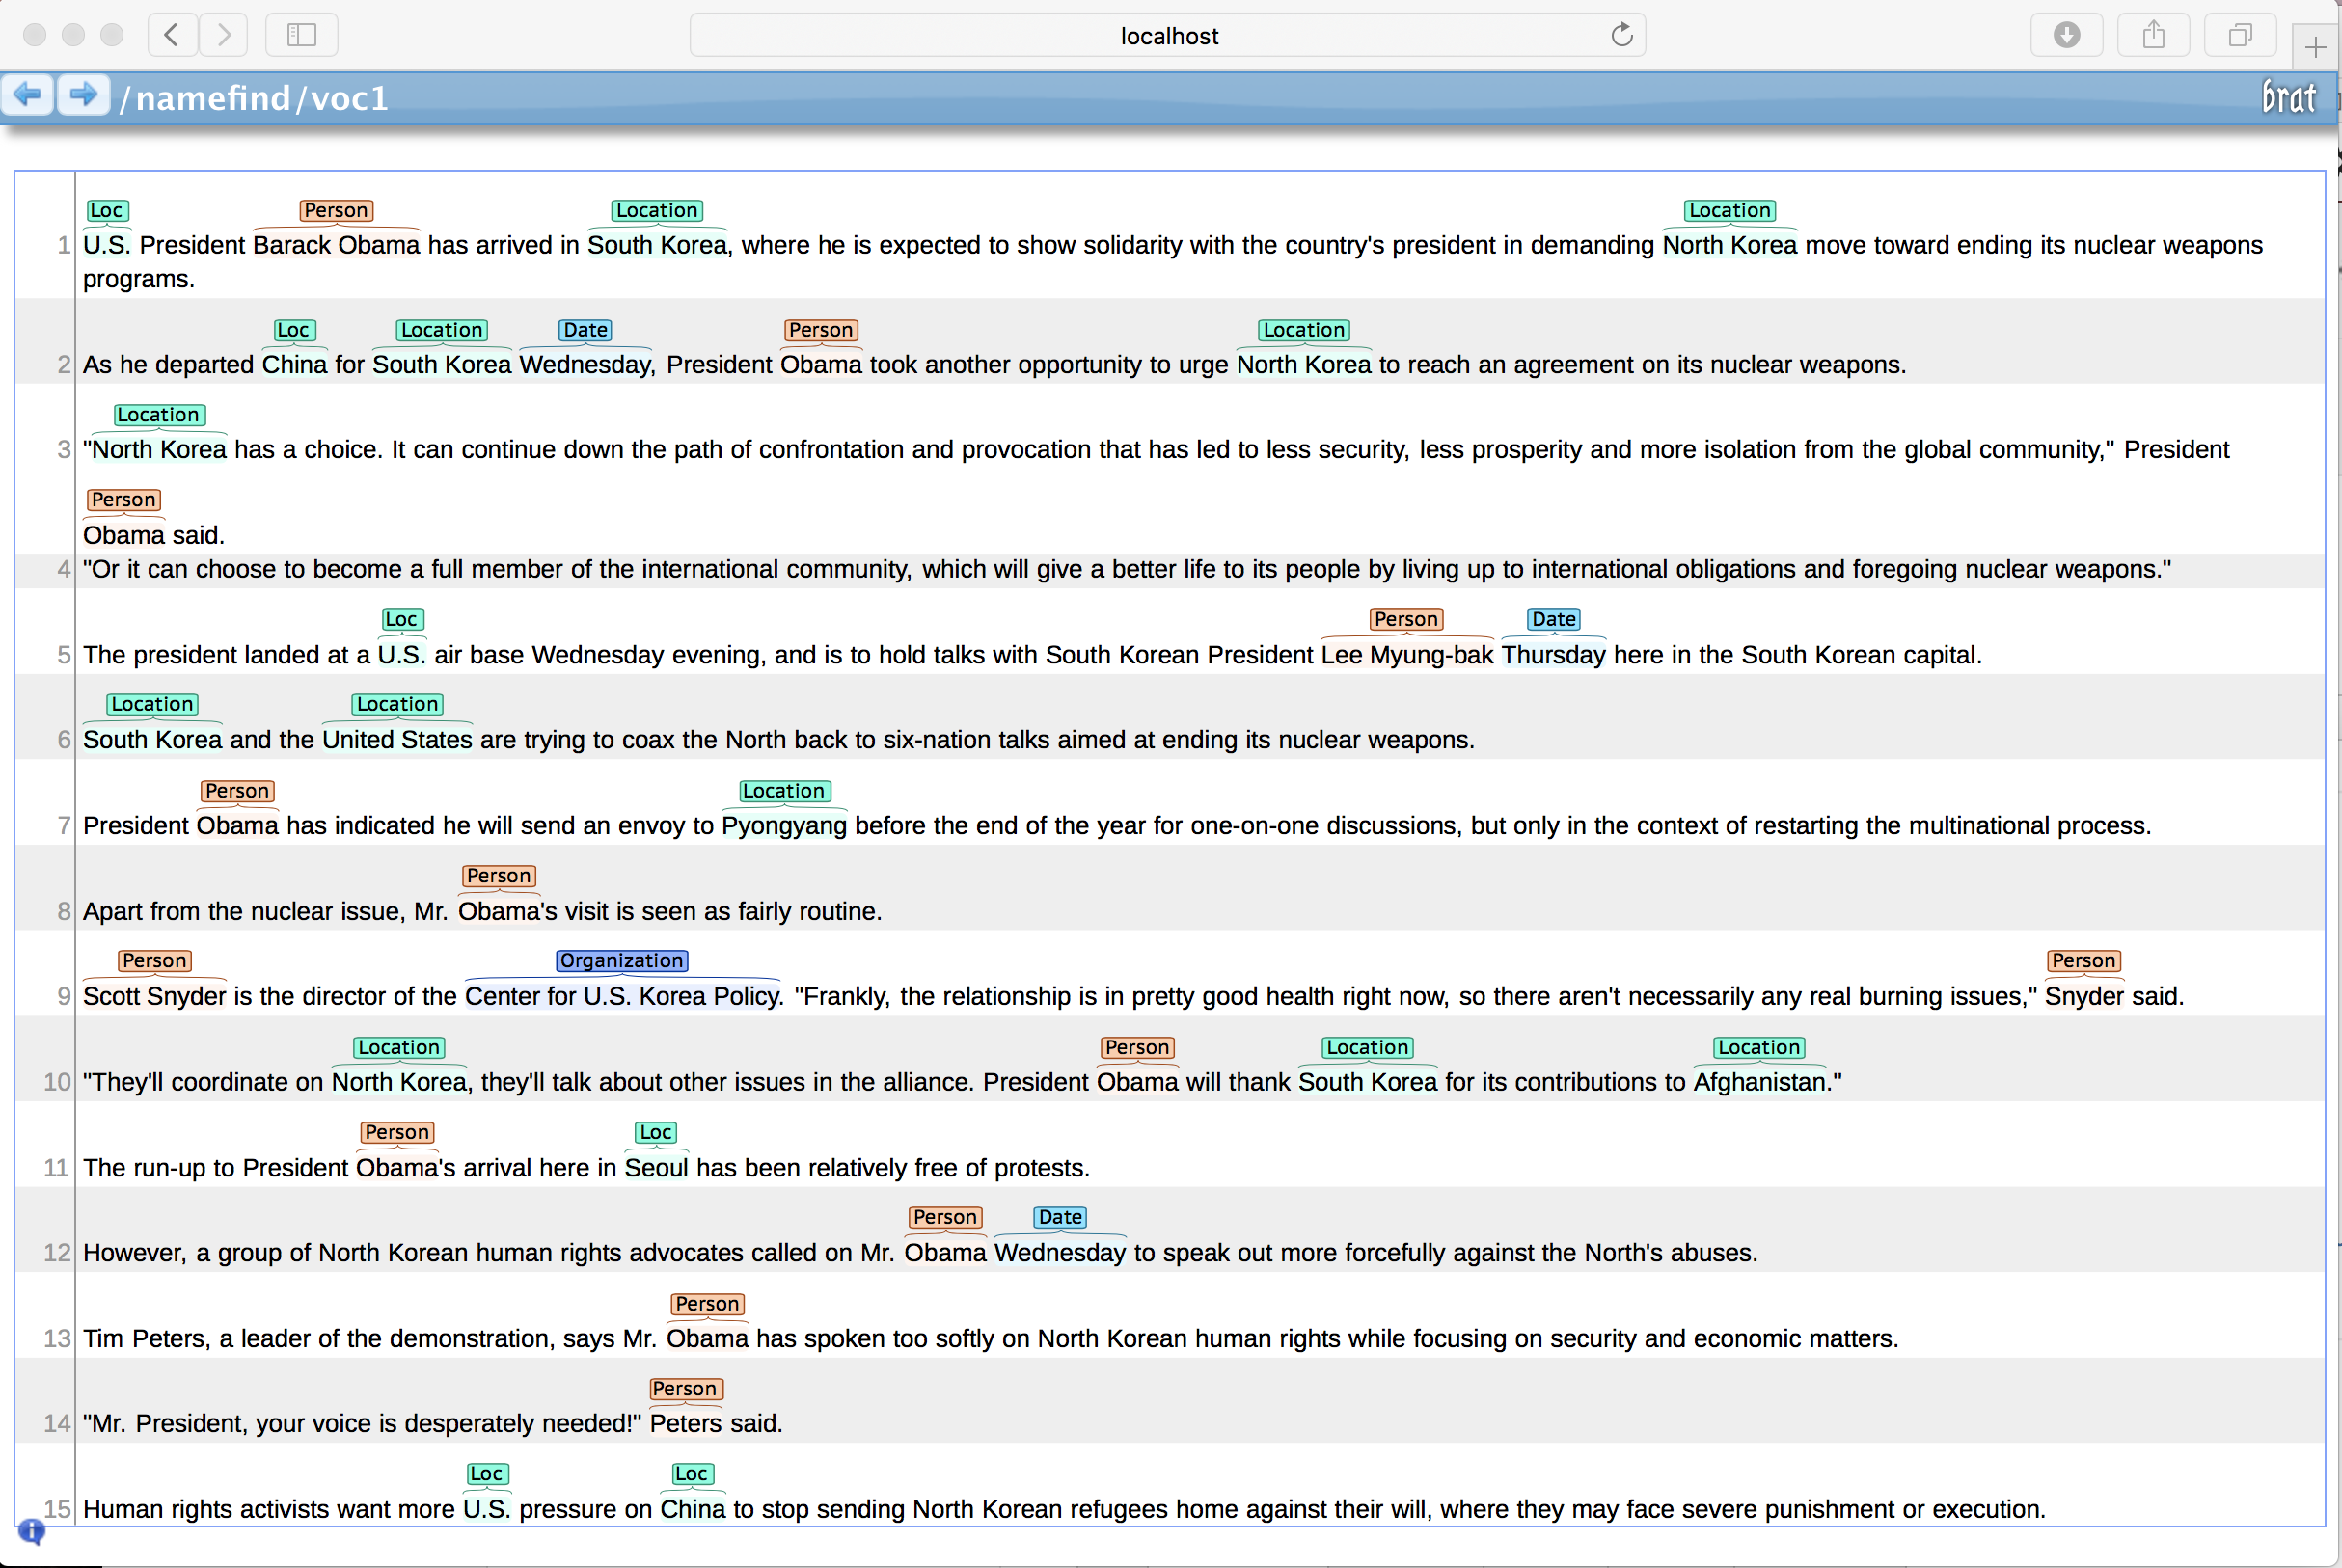 localhost
/namefind/voc1
brat
Loc Person Location Location
1 U.S. President Barack Obama has arrived in South Korea, where he is expected to show solidarity with the country's president in demanding North Korea move toward ending its nuclear weapons
programs.
Loc Location Date Person Location
2 As he departed China for South Korea Wednesday, President Obama took another opportunity to urge North Korea to reach an agreement on its nuclear weapons.
Location
3 "North Korea has a choice. It can continue down the path of confrontation and provocation that has led to less security, less prosperity and more isolation from the global community," President
Person
Obama said.
4 "Or it can choose to become a full member of the international community, which will give a better life to its people by living up to international obligations and foregoing nuclear weapons."
Loc Person Date
5 The president landed at a U.S. air base Wednesday evening, and is to hold talks with South Korean President Lee Myung-bak Thursday here in the South Korean capital.
Location Location
6 South Korea and the United States are trying to coax the North back to six-nation talks aimed at ending its nuclear weapons.
Person Location
7 President Obama has indicated he will send an envoy to Pyongyang before the end of the year for one-on-one discussions, but only in the context of restarting the multinational process.
Person
8 Apart from the nuclear issue, Mr. Obama's visit is seen as fairly routine.
Person Organization Person
9 Scott Snyder is the director of the Center for U.S. Korea Policy. "Frankly, the relationship is in pretty good health right now, so there aren't necessarily any real burning issues," Snyder said.
Location Person Location Location
10 "They'll coordinate on North Korea, they'll talk about other issues in the alliance. President Obama will thank South Korea for its contributions to Afghanistan."
Person Loc
11 The run-up to President Obama's arrival here in Seoul has been relatively free of protests.
Person Date
12 However, a group of North Korean human rights advocates called on Mr. Obama Wednesday to speak out more forcefully against the North's abuses.
Person
13 Tim Peters, a leader of the demonstration, says Mr. Obama has spoken too softly on North Korean human rights while focusing on security and economic matters.
Person
14 "Mr. President, your voice is desperately needed!" Peters said.
Loc Loc
15 Human rights activists want more U.S. pressure on China to stop sending North Korean refugees home against their will, where they may face severe punishment or execution.